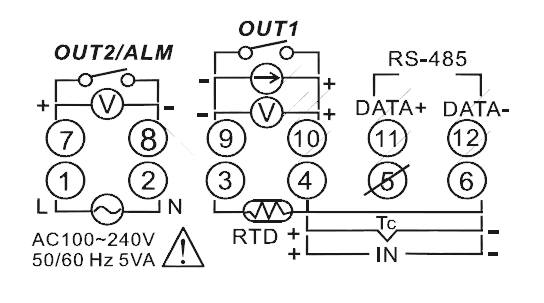 OUT1
OUT2/ALM
RS-485
- +
+ V - - V +
DATA+ DATA-
7 8 9 10 11 12
1 2 3 4 5 6
L N
AC100~240V
50/60 Hz 5VA
RTD
+ Tc -
+ IN -